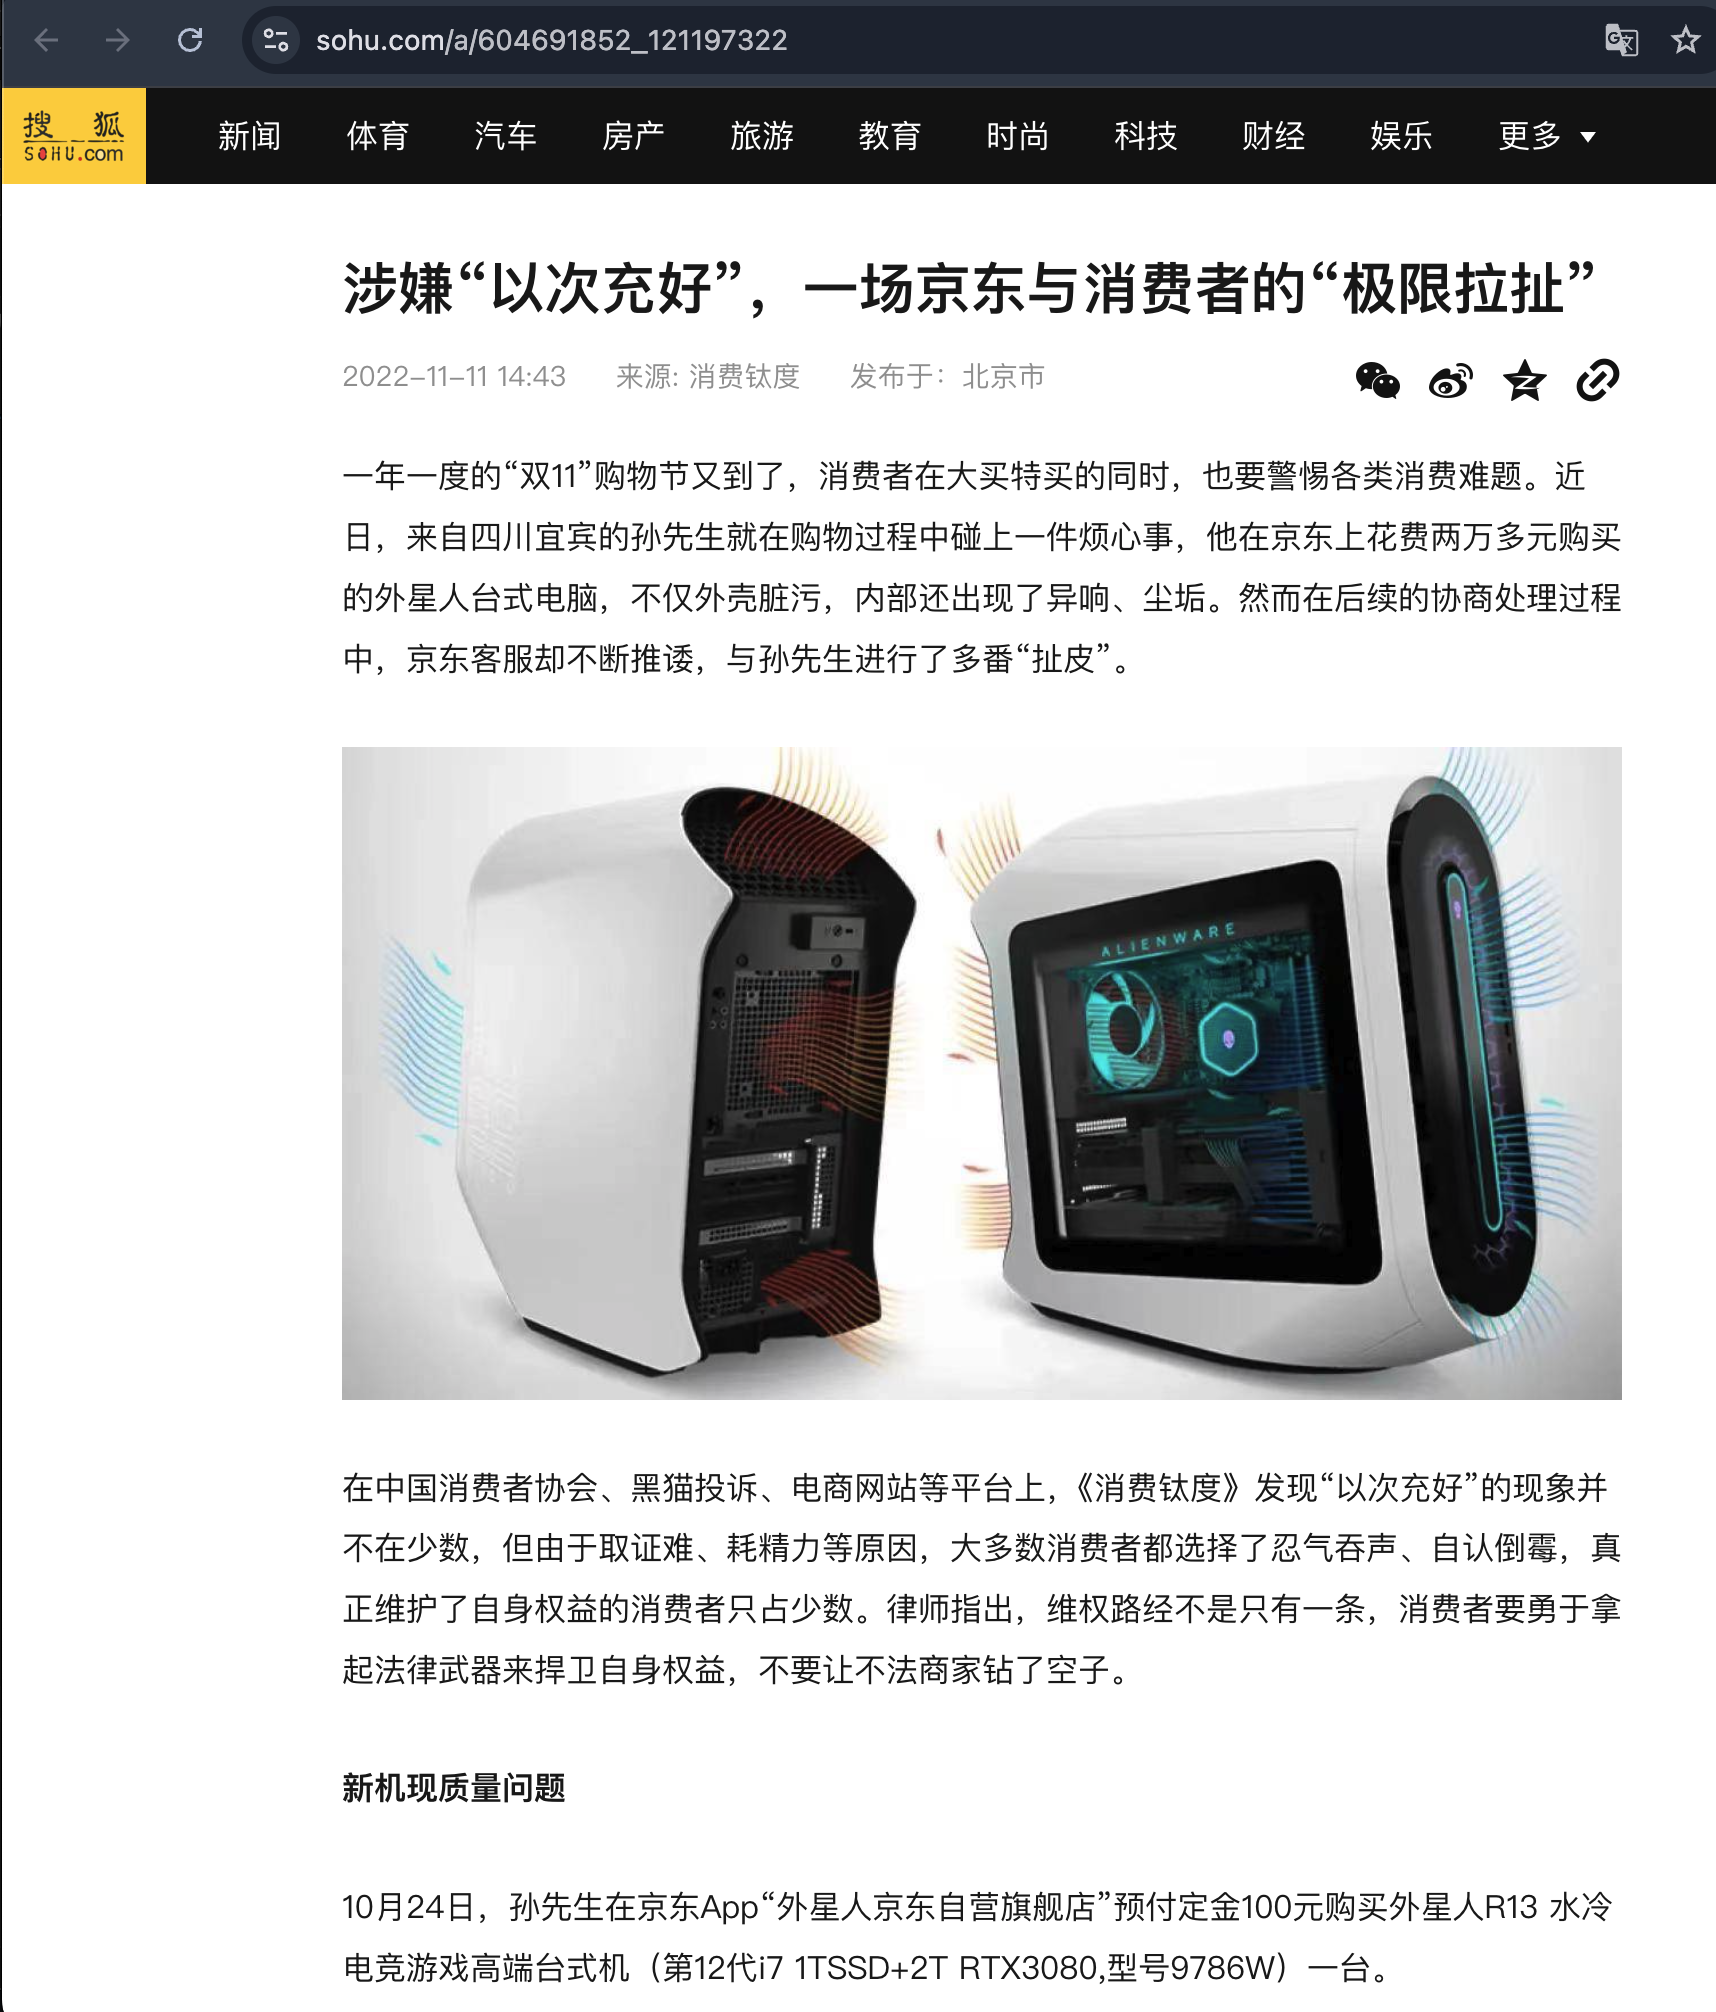 sohu.com/a/604691852_121197322
搜狐
SOHU.com
新闻 体育 汽车 房产 旅游 教育 时尚 科技 财经 娱乐 更多
涉嫌“以次充好”，一场京东与消费者的“极限拉扯”
2022-11-11 14:43 来源: 消费钛度 发布于：北京市
一年一度的“双11”购物节又到了，消费者在大买特买的同时，也要警惕各类消费难题。近
日，来自四川宜宾的孙先生就在购物过程中碰上一件烦心事，他在京东上花费两万多元购买
的外星人台式电脑，不仅外壳脏污，内部还出现了异响、尘垢。然而在后续的协商处理过程
中，京东客服却不断推诿，与孙先生进行了多番“扯皮”。
ALIENWARE
在中国消费者协会、黑猫投诉、电商网站等平台上，《消费钛度》发现“以次充好”的现象并
不在少数，但由于取证难、耗精力等原因，大多数消费者都选择了忍气吞声、自认倒霉，真
正维护了自身权益的消费者只占少数。律师指出，维权路经不是只有一条，消费者要勇于拿
起法律武器来捍卫自身权益，不要让不法商家钻了空子。
新机现质量问题
10月24日，孙先生在京东App“外星人京东自营旗舰店”预付定金100元购买外星人R13 水冷
电竞游戏高端台式机（第12代i7 1TSSD+2T RTX3080,型号9786W）一台。